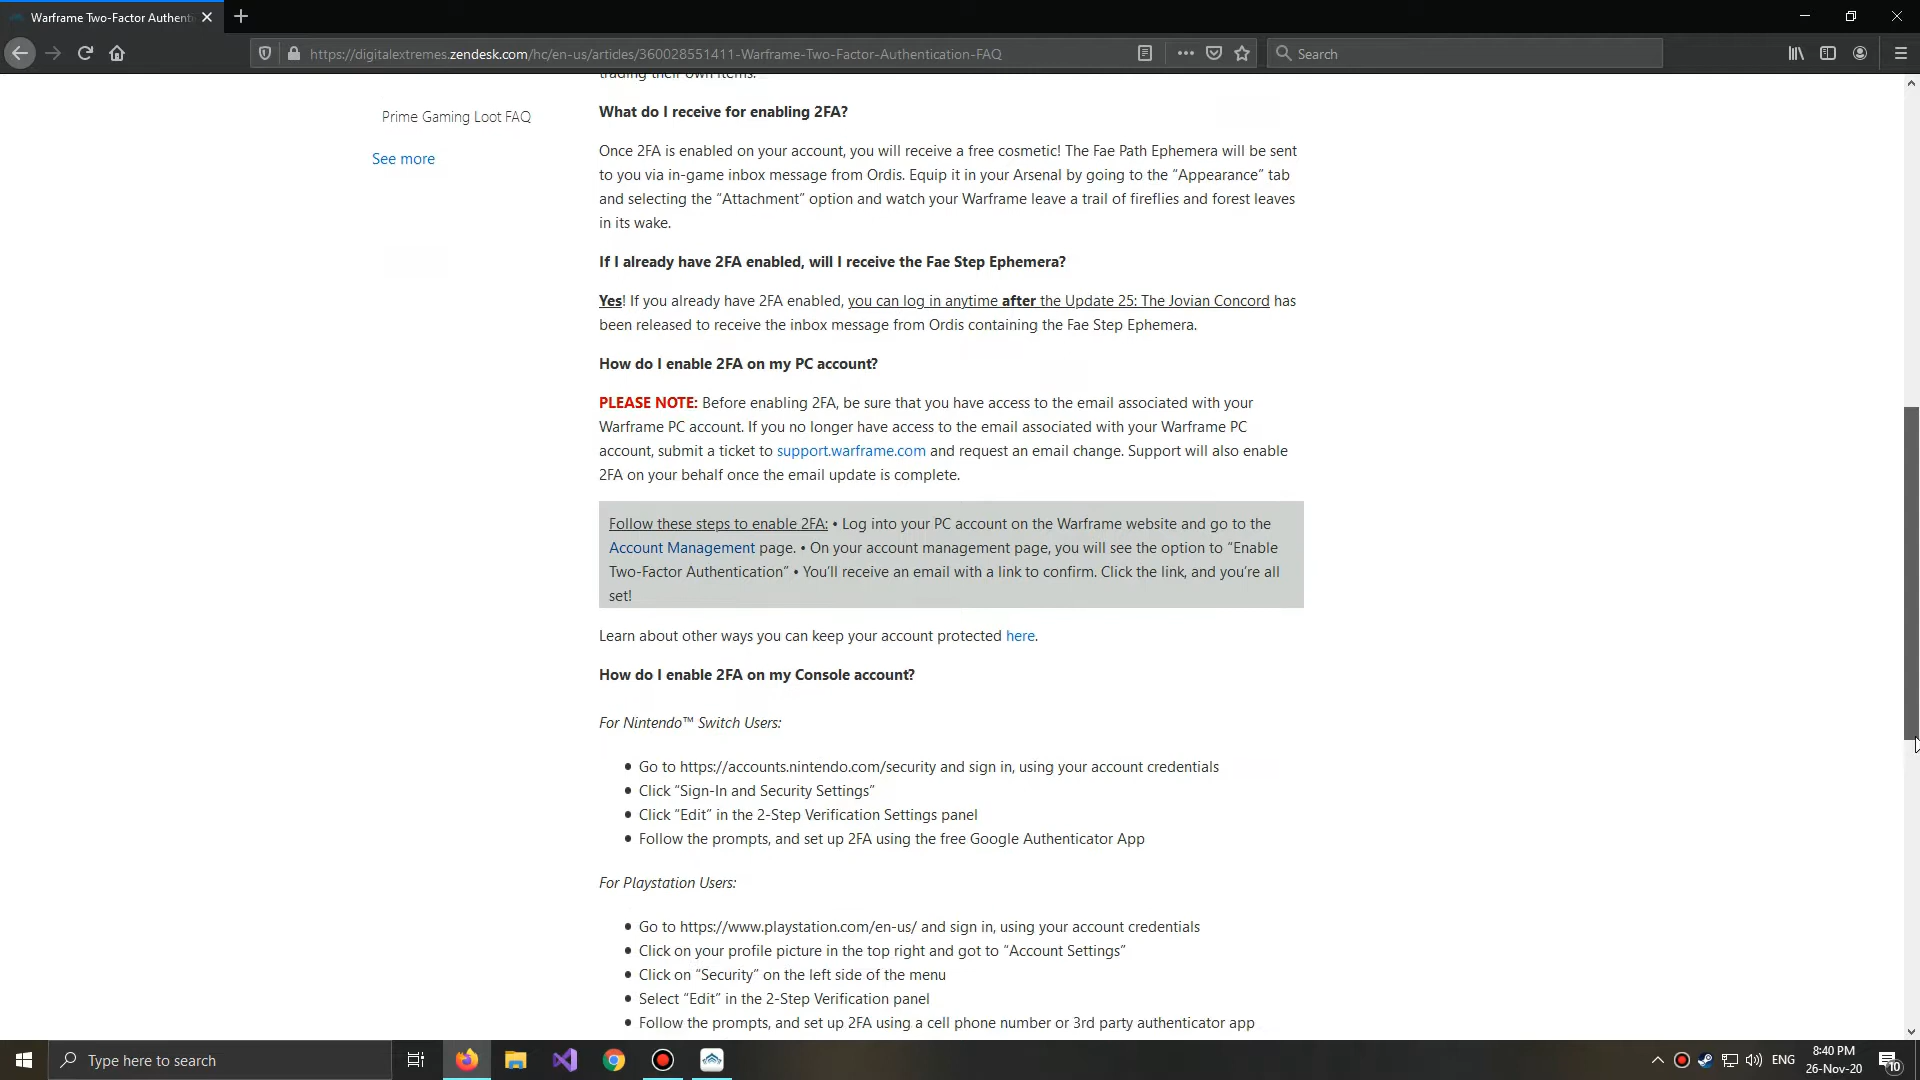 Warframe Two-Factor Authenti
https://digitalextremes.zendesk.com/hc/en-us/articles/360028551411-Warframe-Two-Factor-Authentication-FAQ
Search
trading their own items.
Prime Gaming Loot FAQ
See more
What do I receive for enabling 2FA?
Once 2FA is enabled on your account, you will receive a free cosmetic! The Fae Path Ephemera will be sent
to you via in-game inbox message from Ordis. Equip it in your Arsenal by going to the “Appearance” tab
and selecting the “Attachment” option and watch your Warframe leave a trail of fireflies and forest leaves
in its wake.
If I already have 2FA enabled, will I receive the Fae Step Ephemera?
Yes! If you already have 2FA enabled, you can log in anytime after the Update 25: The Jovian Concord has
been released to receive the inbox message from Ordis containing the Fae Step Ephemera.
How do I enable 2FA on my PC account?
PLEASE NOTE: Before enabling 2FA, be sure that you have access to the email associated with your
Warframe PC account. If you no longer have access to the email associated with your Warframe PC
account, submit a ticket to support.warframe.com and request an email change. Support will also enable
2FA on your behalf once the email update is complete.
Follow these steps to enable 2FA: • Log into your PC account on the Warframe website and go to the
Account Management page. • On your account management page, you will see the option to “Enable
Two-Factor Authentication” • You’ll receive an email with a link to confirm. Click the link, and you’re all
set!
Learn about other ways you can keep your account protected here.
How do I enable 2FA on my Console account?
For Nintendo™ Switch Users:
• Go to https://accounts.nintendo.com/security and sign in, using your account credentials
• Click “Sign-In and Security Settings”
• Click “Edit” in the 2-Step Verification Settings panel
• Follow the prompts, and set up 2FA using the free Google Authenticator App
For Playstation Users:
• Go to https://www.playstation.com/en-us/ and sign in, using your account credentials
• Click on your profile picture in the top right and got to “Account Settings”
• Click on “Security” on the left side of the menu
• Select “Edit” in the 2-Step Verification panel
• Follow the prompts, and set up 2FA using a cell phone number or 3rd party authenticator app
Type here to search
ENG
8:40 PM
26-Nov-20
10